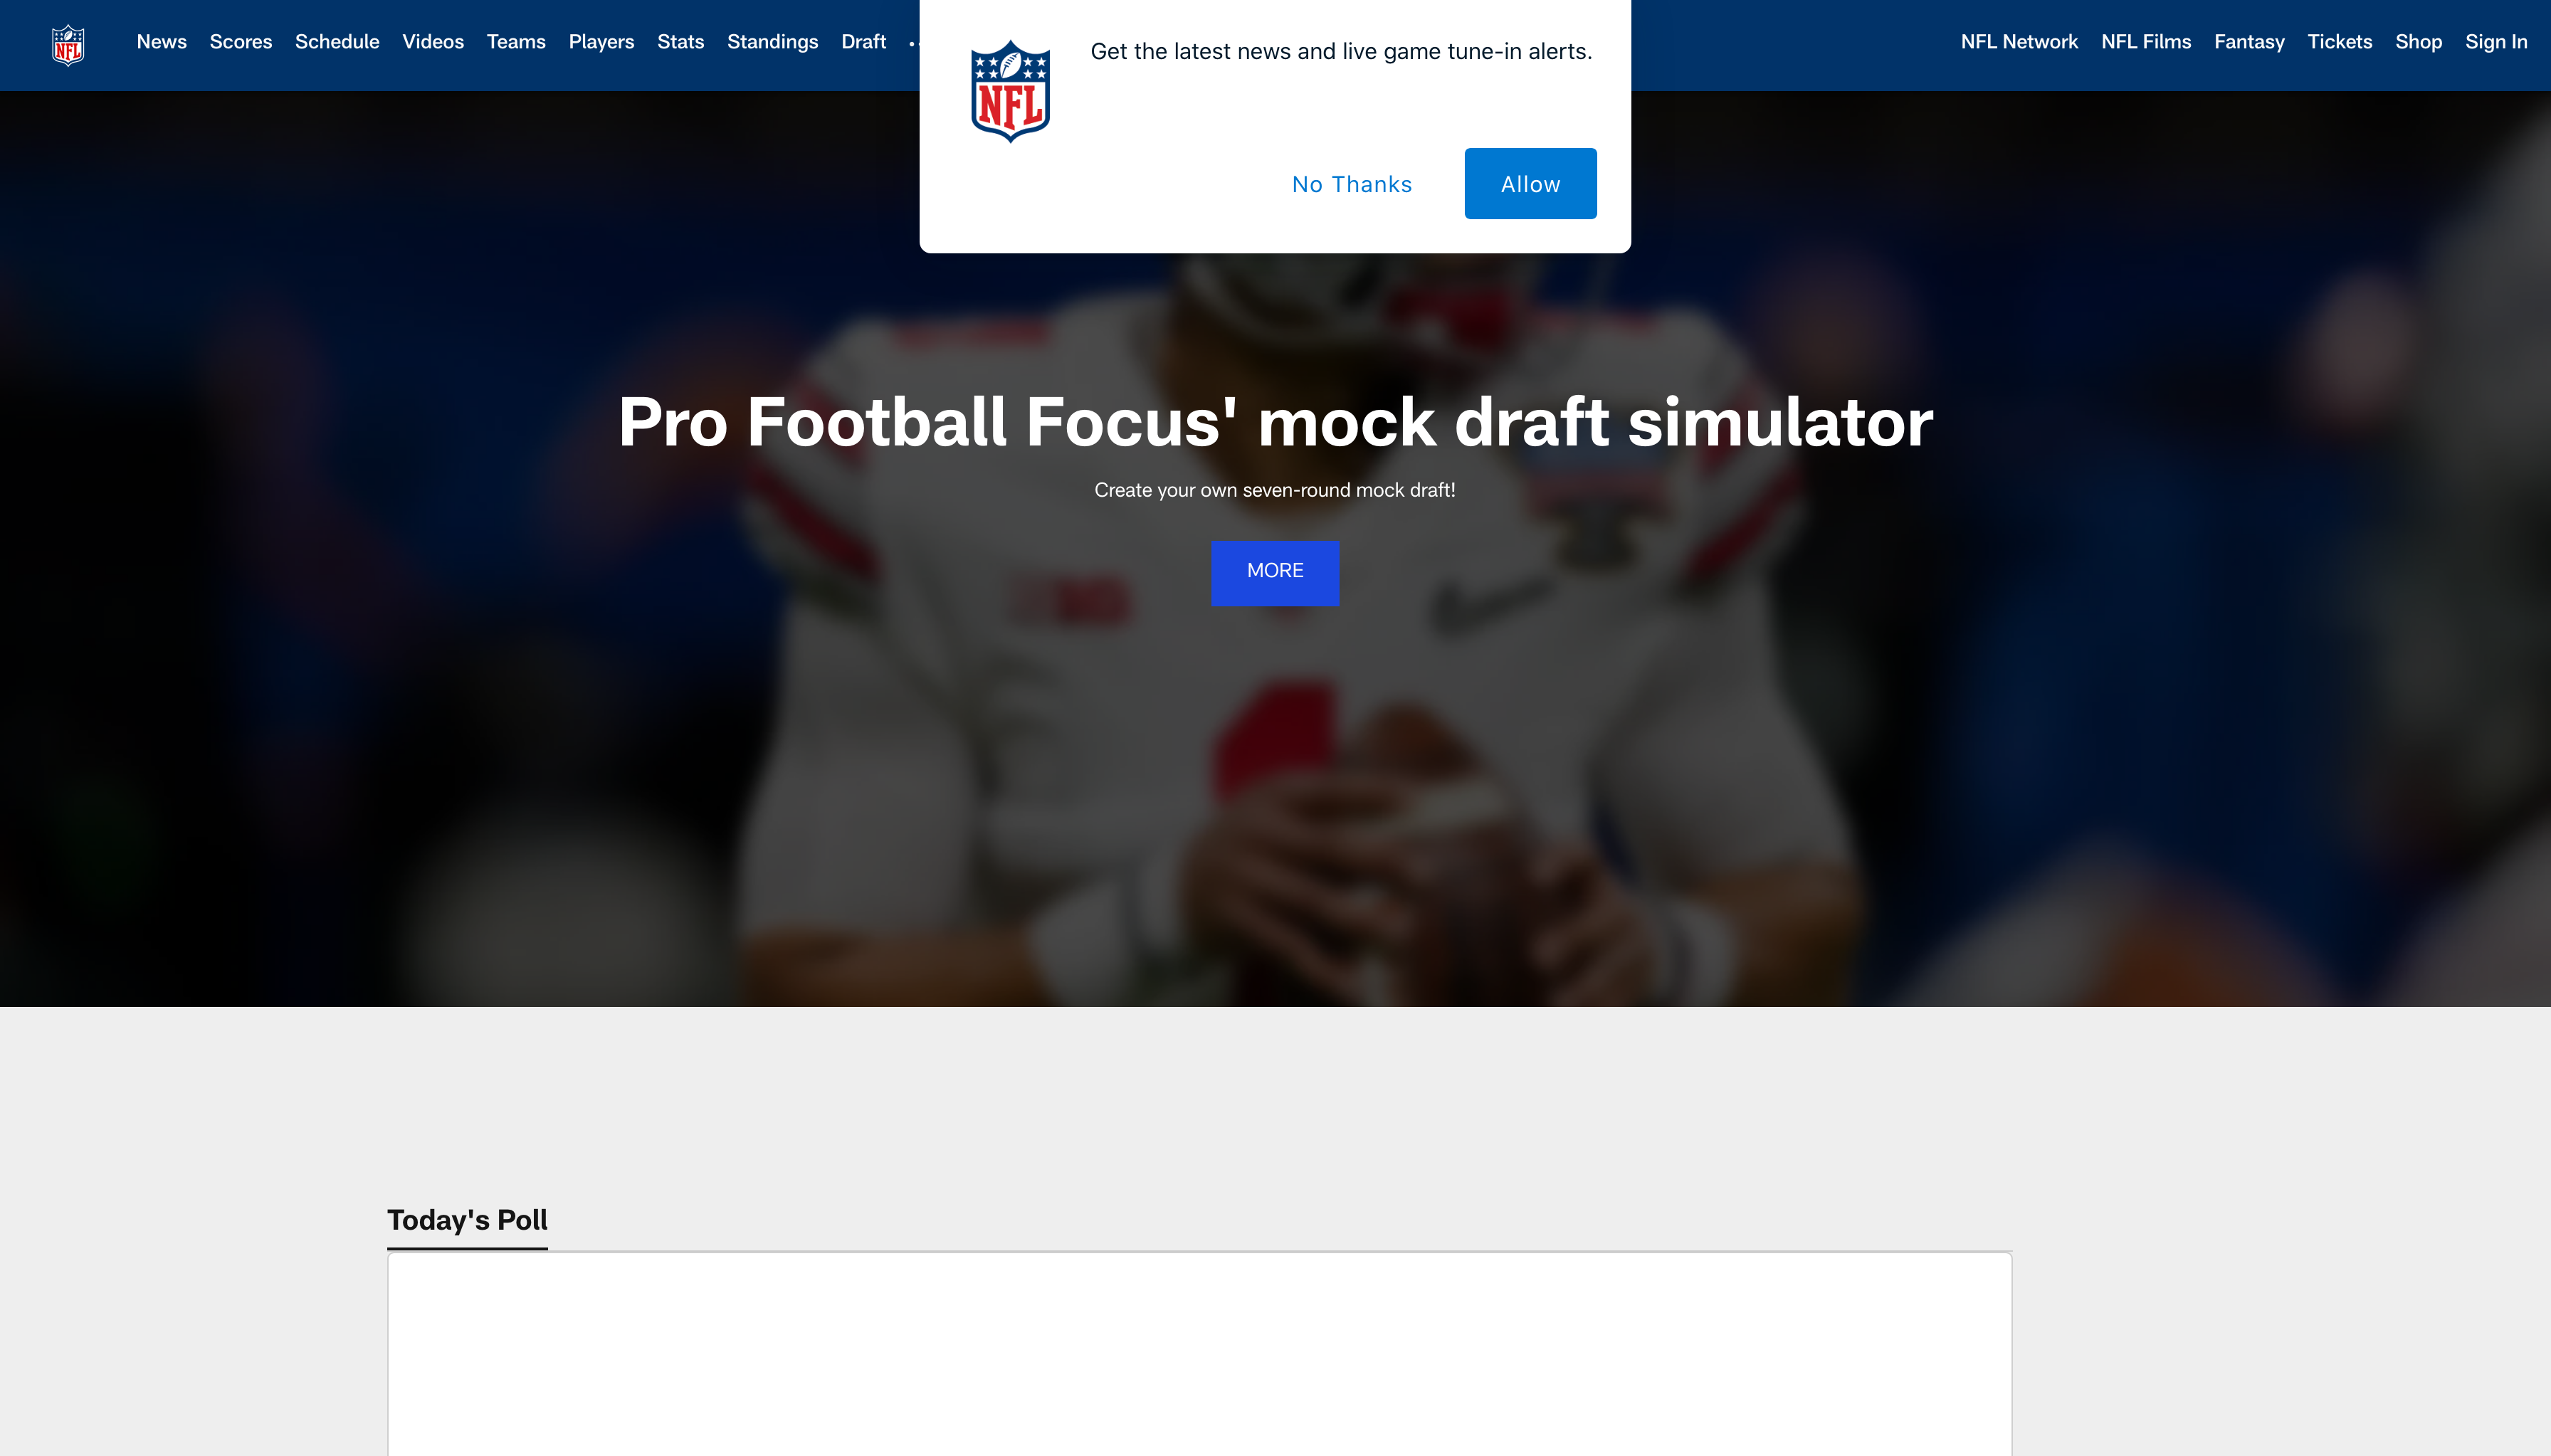 NFL
News Scores Schedule Videos Teams Players Stats Standings Draft
NFL Network NFL Films Fantasy Tickets Shop Sign In
NFL
Get the latest news and live game tune-in alerts.
No Thanks
Allow
Pro Football Focus' mock draft simulator
Create your own seven-round mock draft!
MORE
Today's Poll